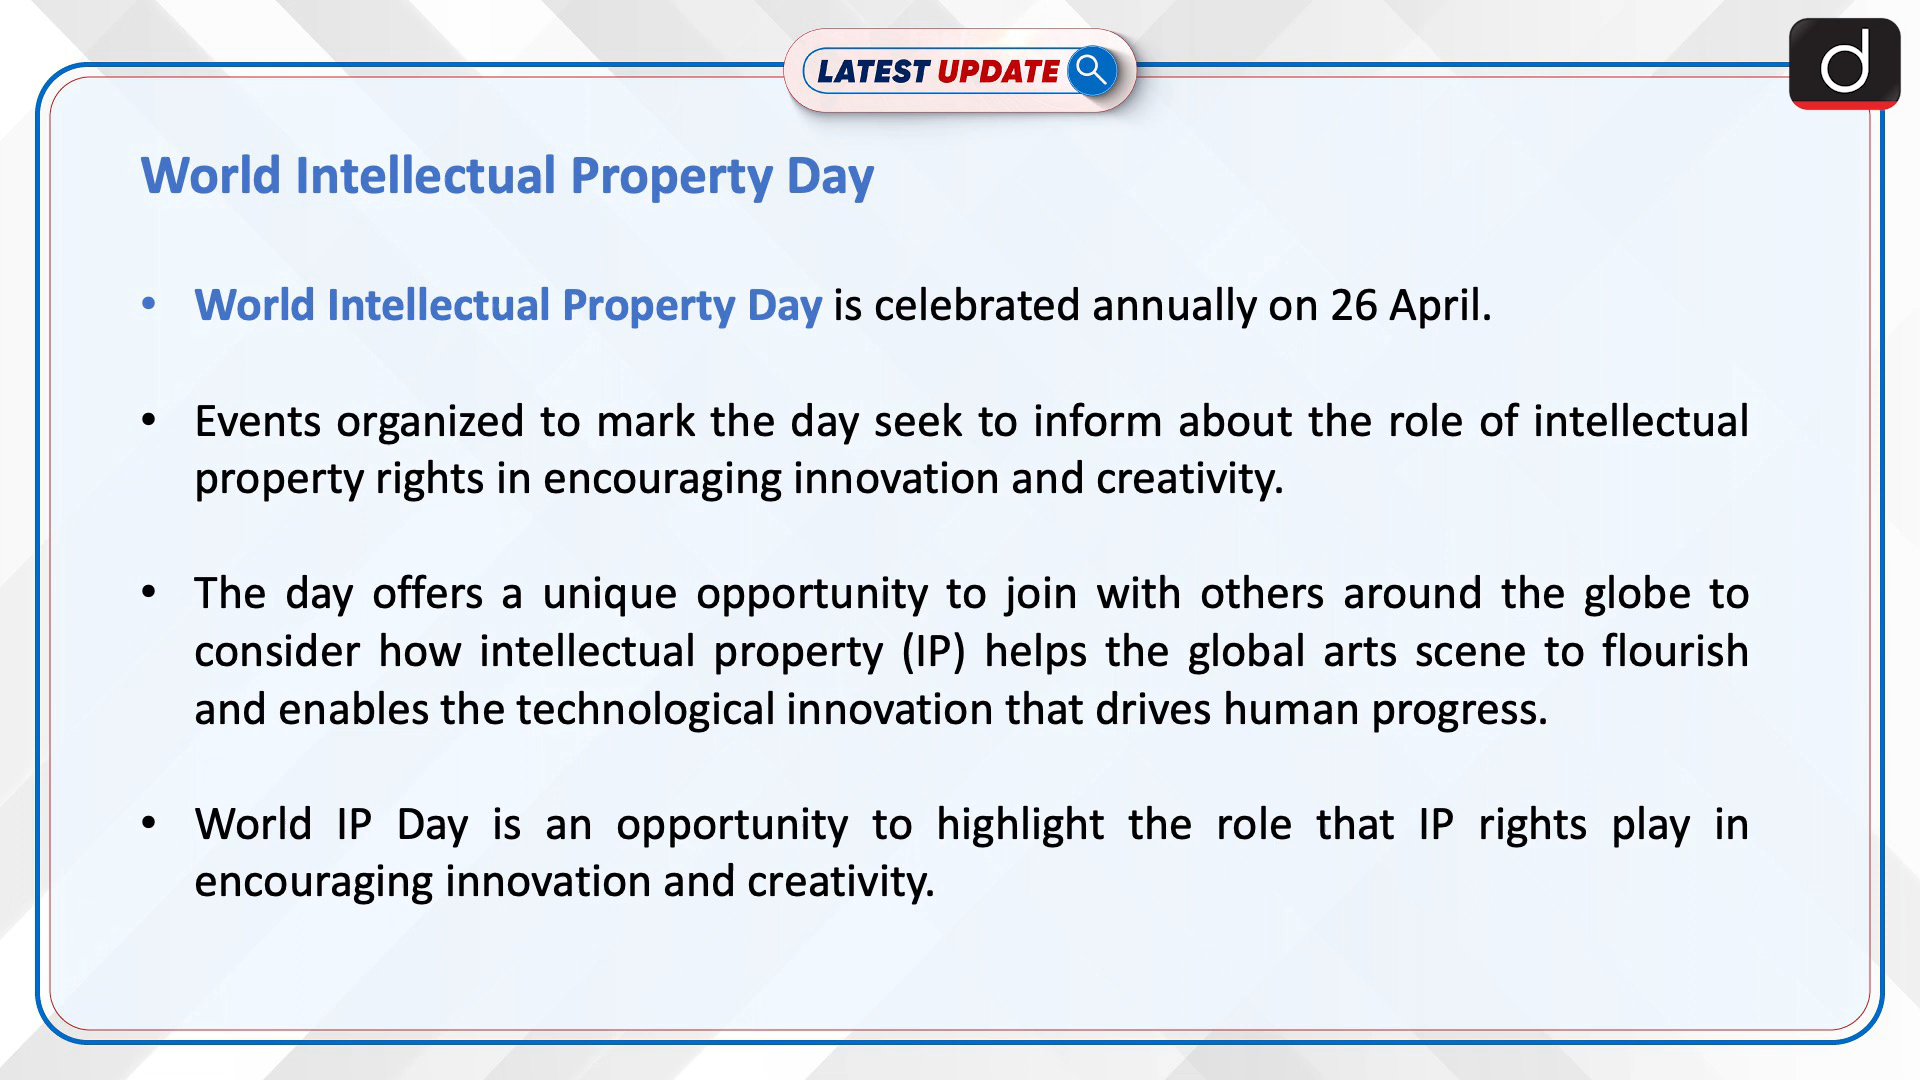 LATEST UPDATE
d
World Intellectual Property Day
• World Intellectual Property Day is celebrated annually on 26 April.
• Events organized to mark the day seek to inform about the role of intellectual
property rights in encouraging innovation and creativity.
• The day offers a unique opportunity to join with others around the globe to
consider how intellectual property (IP) helps the global arts scene to flourish
and enables the technological innovation that drives human progress.
• World IP Day is an opportunity to highlight the role that IP rights play in
encouraging innovation and creativity.